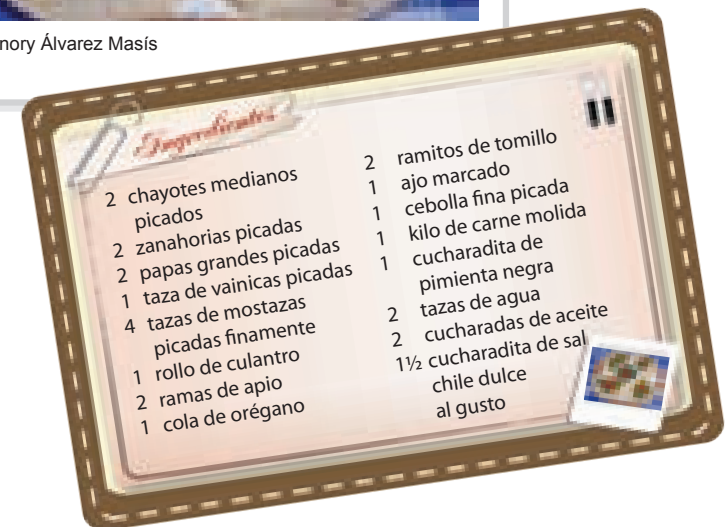 nory Álvarez Masís
Ingredientes
2 chayotes medianos
picados
2 zanahorias picadas
2 papas grandes picadas
1 taza de vainicas picadas
4 tazas de mostazas
picadas finamente
1 rollo de culantro
2 ramas de apio
1 cola de orégano
2 ramitos de tomillo
1 ajo marcado
1 cebolla fina picada
1 kilo de carne molida
1 cucharadita de
pimienta negra
2 tazas de agua
2 cucharadas de aceite
1½ cucharadita de sal
chile dulce
al gusto